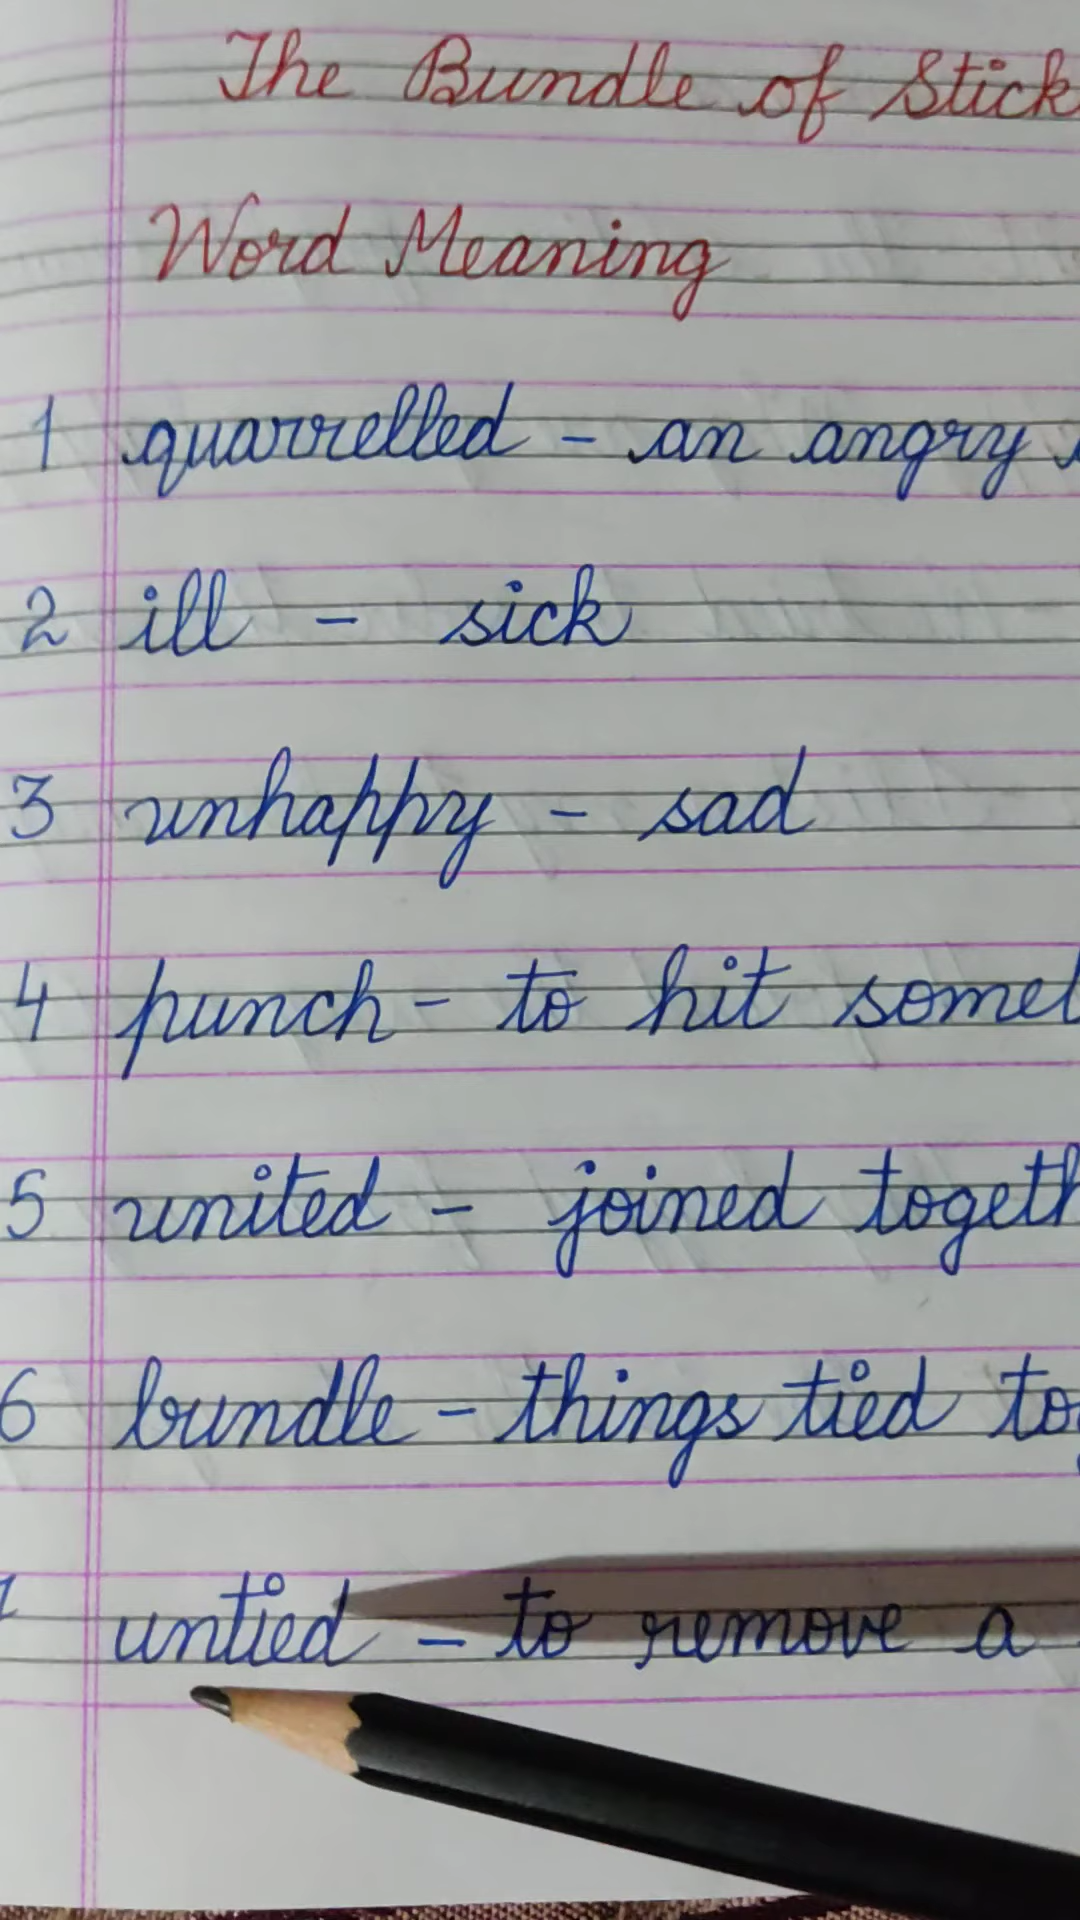 The Bundle of Stick
Word Meaning
1 quarrelled - an angry
2 ill - sick
3 unhappy - sad
4 punch - to hit
5 united - joined togeth
6 bundle - things tied to
untied - to remove a